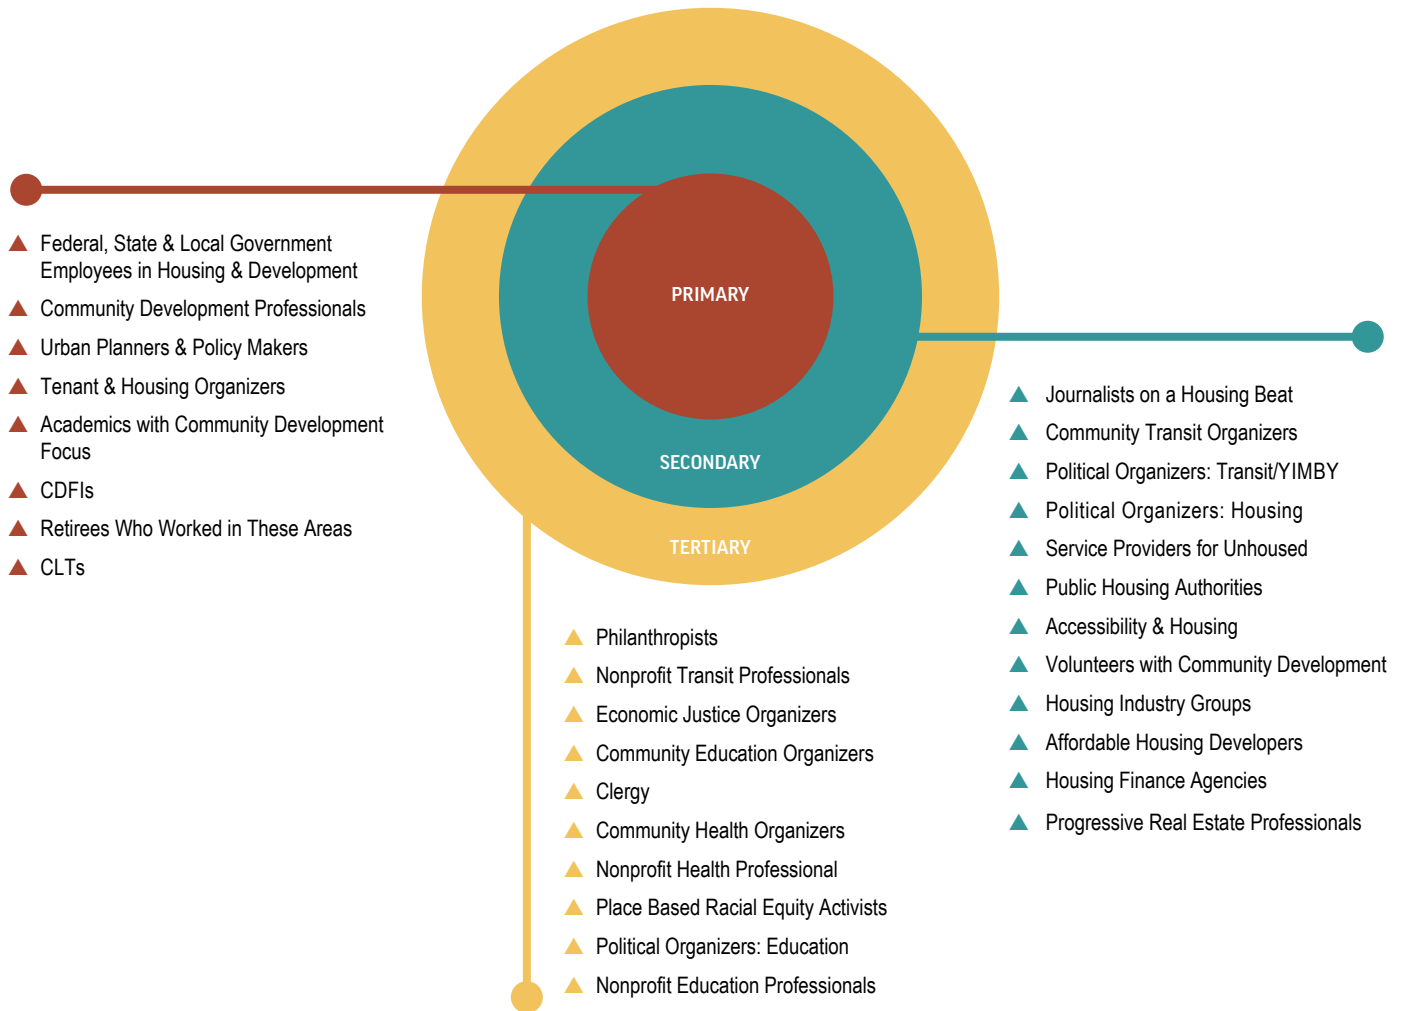 PRIMARY
SECONDARY
TERTIARY
Federal, State & Local Government
Employees in Housing & Development
Community Development Professionals
Urban Planners & Policy Makers
Tenant & Housing Organizers
Academics with Community Development
Focus
CDFIs
Retirees Who Worked in These Areas
CLTs
Journalists on a Housing Beat
Community Transit Organizers
Political Organizers: Transit/YIMBY
Political Organizers: Housing
Service Providers for Unhoused
Public Housing Authorities
Accessibility & Housing
Volunteers with Community Development
Housing Industry Groups
Affordable Housing Developers
Housing Finance Agencies
Progressive Real Estate Professionals
Philanthropists
Nonprofit Transit Professionals
Economic Justice Organizers
Community Education Organizers
Clergy
Community Health Organizers
Nonprofit Health Professional
Place Based Racial Equity Activists
Political Organizers: Education
Nonprofit Education Professionals